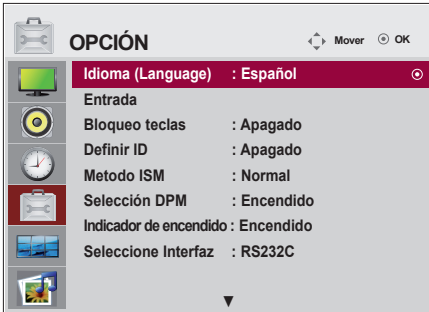 OPCIÓN Mover OK
Idioma (Language) : Español
Entrada
Bloqueo teclas : Apagado
Definir ID : Apagado
Metodo ISM : Normal
Selección DPM : Encendido
Indicador de encendido : Encendido
Seleccione Interfaz : RS232C